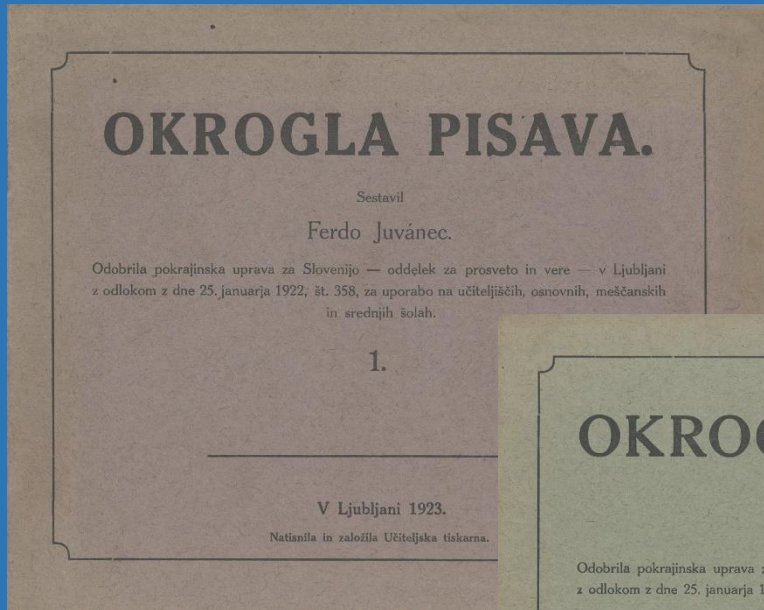 OKROGLA PISAVA.
Sestavil
Ferdo Juvánec.
Odobrila pokrajinska uprava za Slovenijo — oddelek za prosveto in vere — v Ljubljani
z odlokom z dne 25. januarja 1922, št. 358, za uporabo na učiteljiščih, osnovnih, meščanskih
in srednjih šolah.
1.
V Ljubljani 1923.
Natisnila in založila Učiteljska tiskarna.
OKROG
Odobrila pokrajinska uprava
z odlokom z dne 25. januarja 1